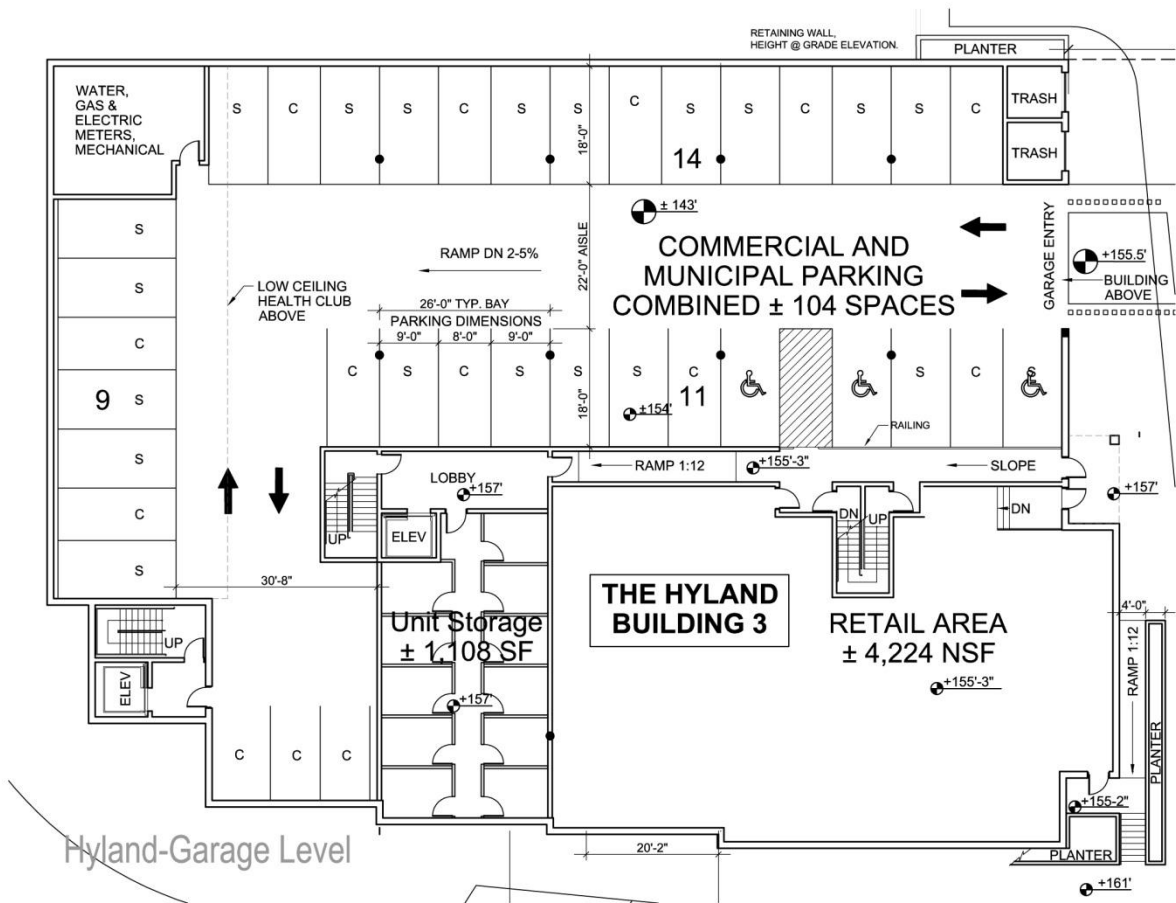 RETAINING WALL,
HEIGHT @ GRADE ELEVATION.
PLANTER
WATER,
GAS &
ELECTRIC
METERS,
MECHANICAL
S C S S C S S C S S C S S C
TRASH
TRASH
18'-0"
14
± 143'
COMMERCIAL AND
MUNICIPAL PARKING
COMBINED ± 104 SPACES
GARAGE ENTRY
+155.5'
BUILDING
ABOVE
RAMP DN 2-5%
22'-0" AISLE
LOW CEILING
HEALTH CLUB
ABOVE
26'-0" TYP. BAY
PARKING DIMENSIONS
9'-0" 8'-0" 9'-0"
S
S
C
S
S
C
S
9
C S C S S S C S C S
11
18'-0"
±154'
RAILING
LOBBY
+157'
RAMP 1:12
+155'-3"
SLOPE
+157'
UP
ELEV
DN UP
DN
30'-8"
Unit Storage
± 1,108 SF
+157'
THE HYLAND
BUILDING 3
RETAIL AREA
± 4,224 NSF
+155'-3"
4'-0"
RAMP 1:12
PLANTER
UP
ELEV
C C C
+155-2"
PLANTER
+161'
20'-2"
Hyland-Garage Level